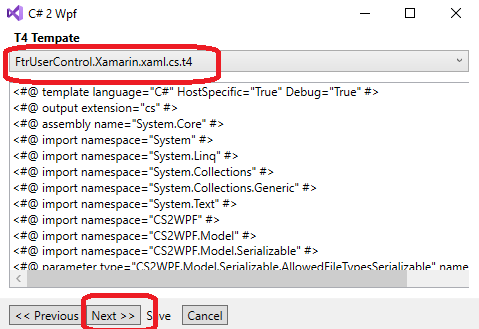 C# 2 Wpf
T4 Tempate
FtrUserControl.Xamarin.xaml.cs.t4
<#@ template language="C#" HostSpecific="True" Debug="True" #>
<#@ output extension="cs" #>
<#@ assembly name="System.Core" #>
<#@ import namespace="System" #>
<#@ import namespace="System.Linq" #>
<#@ import namespace="System.Collections" #>
<#@ import namespace="System.Collections.Generic" #>
<#@ import namespace="System.Text" #>
<#@ import namespace="CS2WPF" #>
<#@ import namespace="CS2WPF.Model" #>
<#@ import namespace="CS2WPF.Model.Serializable" #>
<#@ parameter type="CS2WPF.Model.Serializable.AllowedFileTypesSerializable" name
<< Previous Next >> Save Cancel